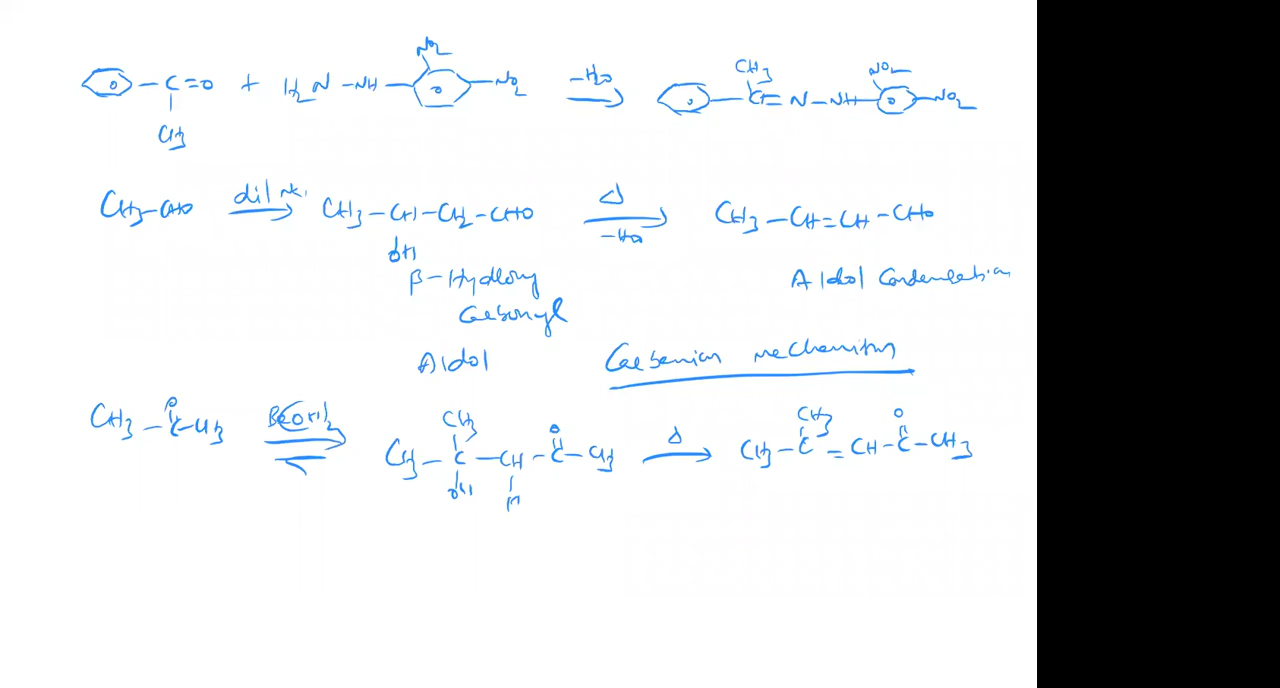 NO2 CH3 NO2
C=O + H2N-NH- -NO2 -H2O C=N-NH- -NO2
CH3
CH3-CHO dil CH3-CH-CH2-CHO Δ CH3-CH=CH-CHO
-H2O
OH
β-Hydroxy Aldol Condensation
Carbonyl
Aldol Carbanion mechanism
O CH3 O CH3 O
CH3-C-CH3 Ba(OH)2 CH3-C-CH-C-CH3 Δ CH3-C=CH-C-CH3
OH H